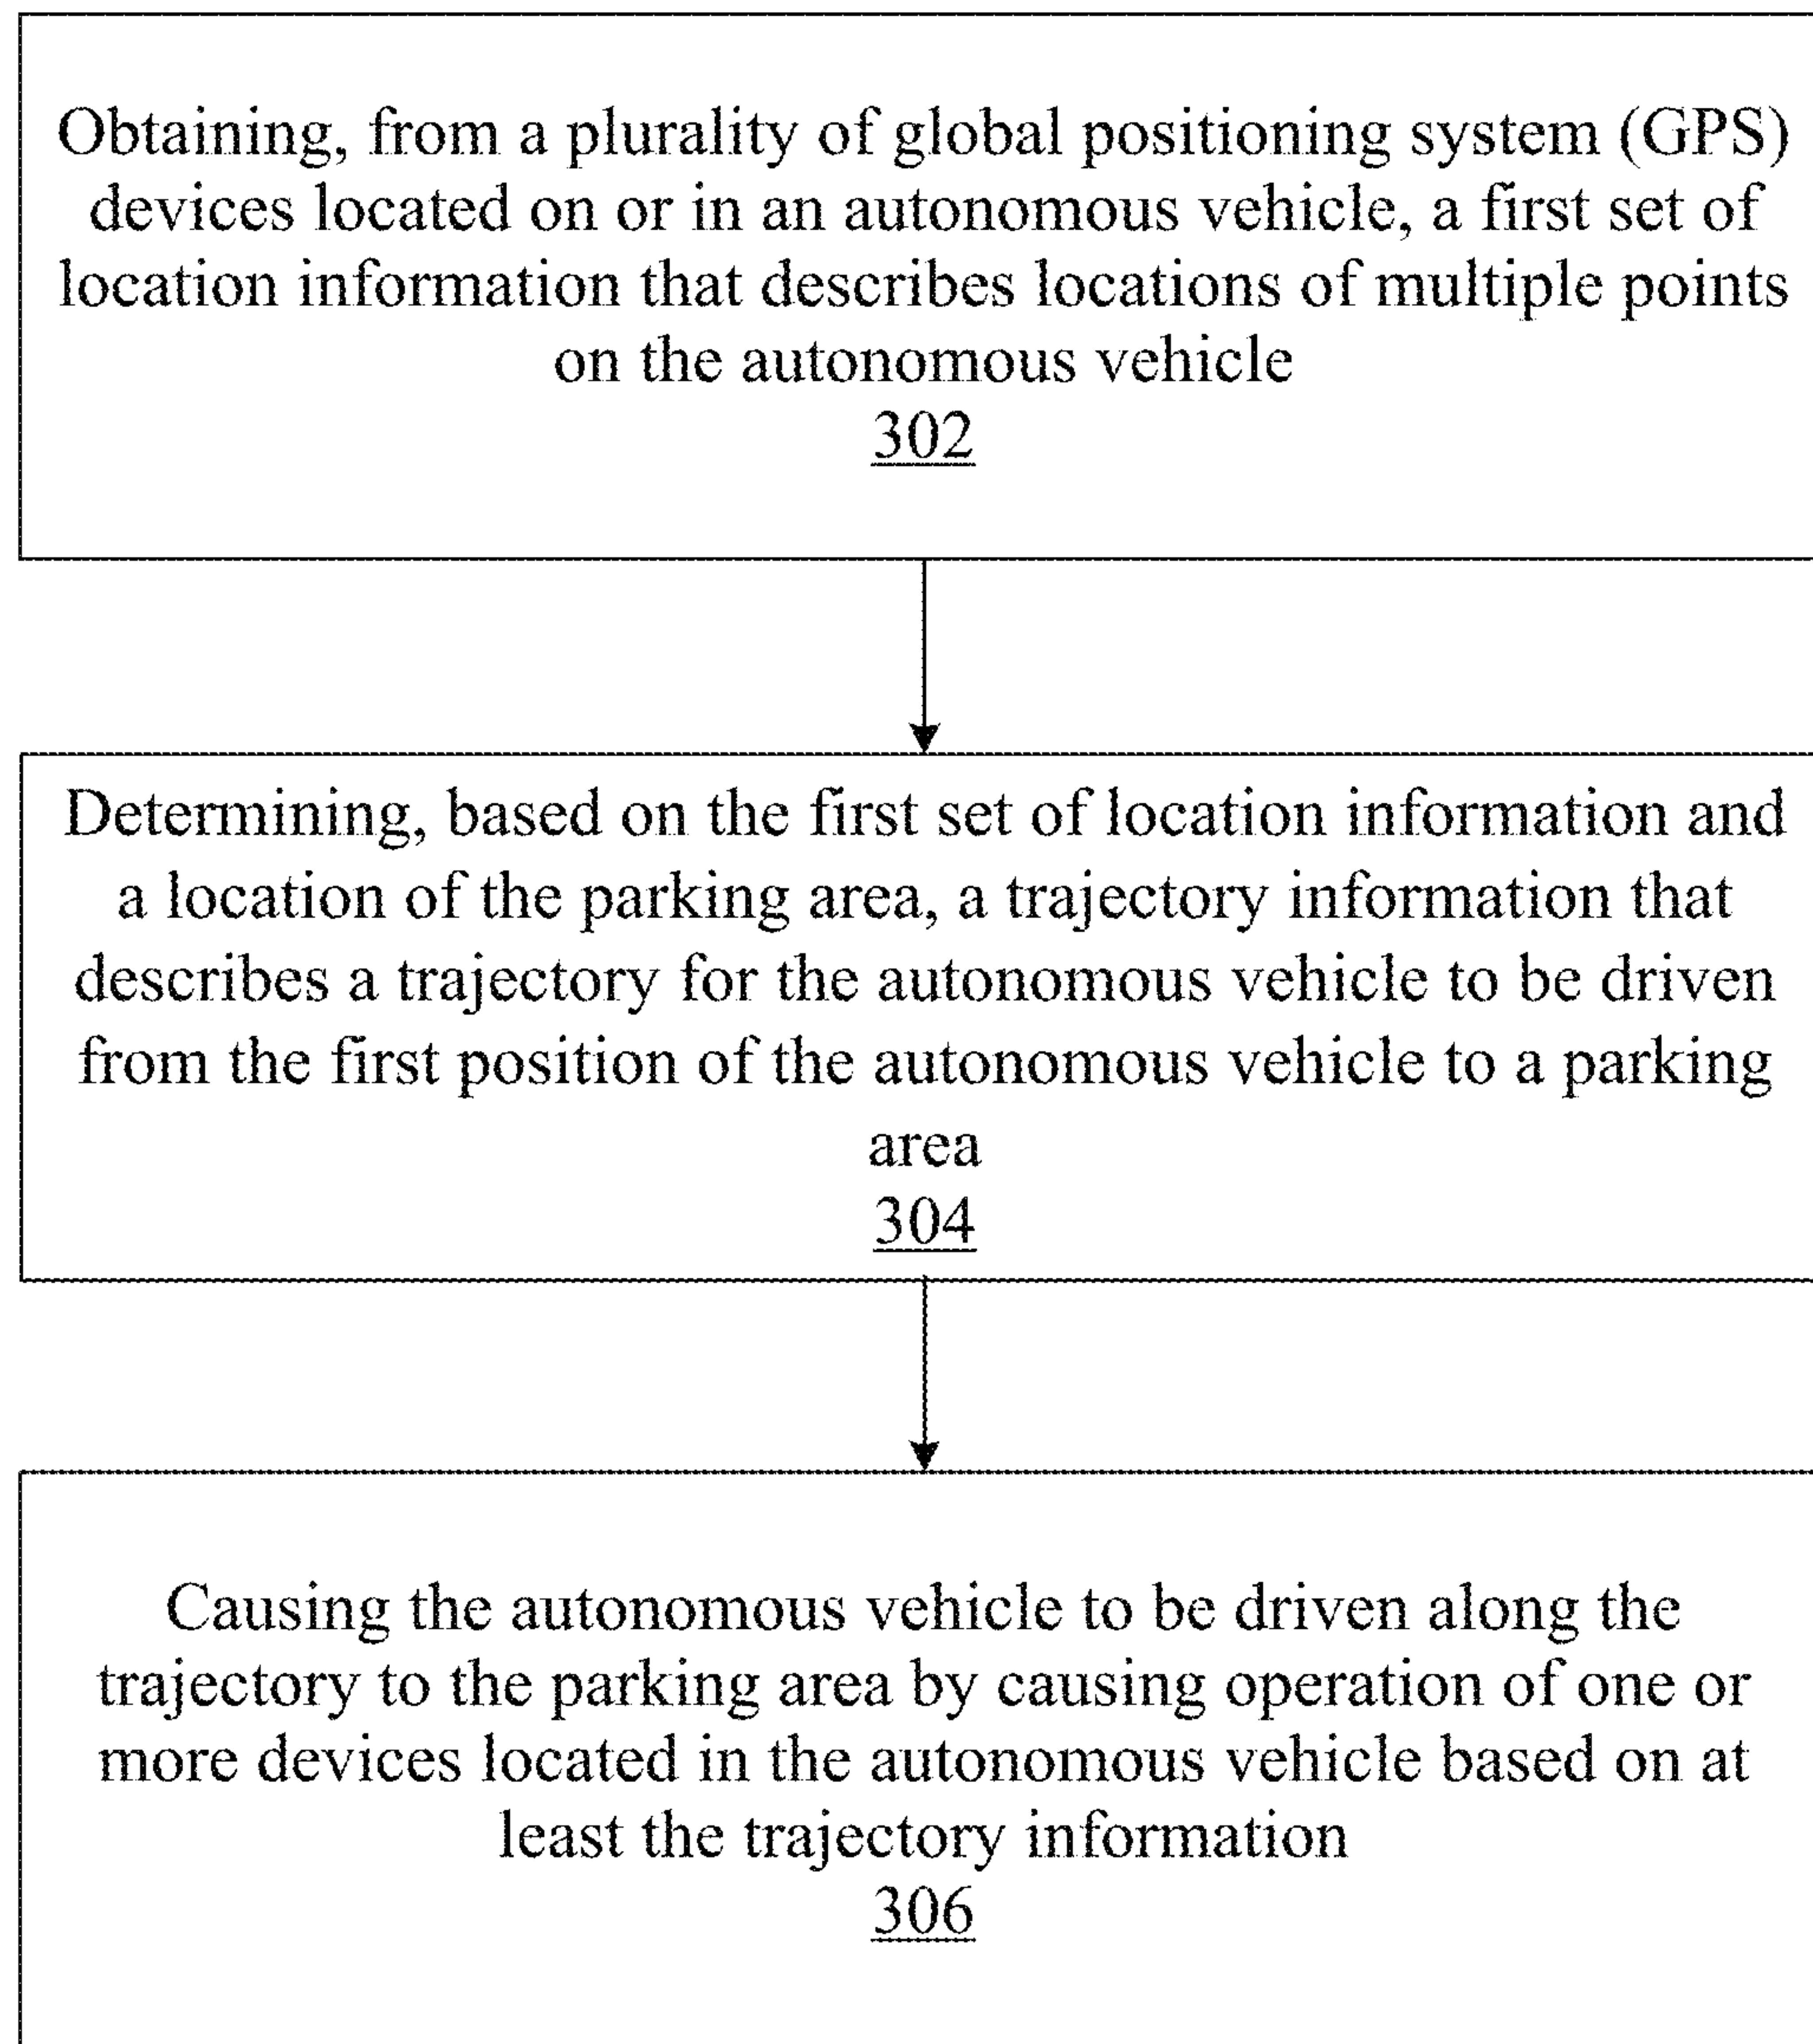 Obtaining, from a plurality of global positioning system (GPS)
devices located on or in an autonomous vehicle, a first set of
location information that describes locations of multiple points
on the autonomous vehicle
302
Determining, based on the first set of location information and
a location of the parking area, a trajectory information that
describes a trajectory for the autonomous vehicle to be driven
from the first position of the autonomous vehicle to a parking
area
304
Causing the autonomous vehicle to be driven along the
trajectory to the parking area by causing operation of one or
more devices located in the autonomous vehicle based on at
least the trajectory information
306